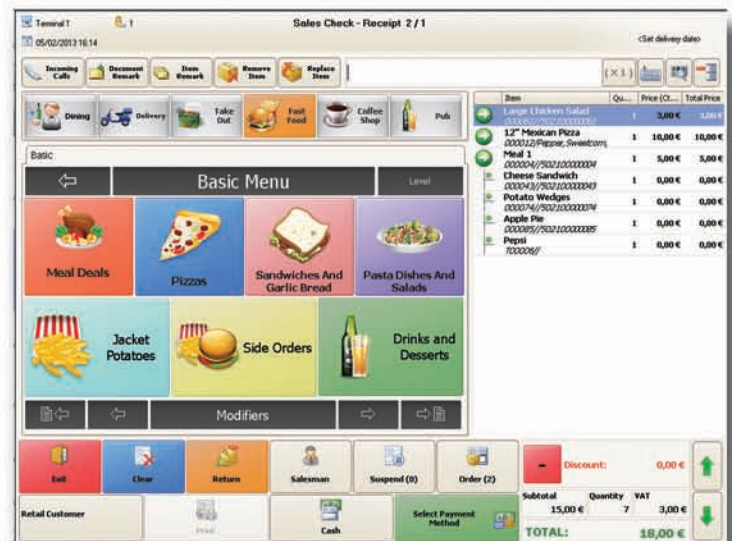 Terminal 1
1
Sales Check - Receipt 2 / 1
05/02/2013 16:14
<Set delivery date>
Incoming Calls
Document Remark
Item Remark
Remove Item
Replace Item
( X 1 )
Dining
Delivery
Take Out
Fast Food
Coffee Shop
Pub
Basic
Basic Menu
Level
Meal Deals
Pizzas
Sandwiches And Garlic Bread
Pasta Dishes And Salads
Jacket Potatoes
Side Orders
Drinks and Desserts
Modifiers
Item Qu... Price (Ct... Total Price
Large Chicken Salad 1 3,00 € 3,00 €
12" Mexican Pizza 1 10,00 € 10,00 €
000012/Pepper, Sweetcorn,
Meal 1 1 5,00 € 5,00 €
000004//502100000004
Cheese Sandwich 1 0,00 € 0,00 €
000043//502100000043
Potato Wedges 1 0,00 € 0,00 €
000074//502100000074
Apple Pie 1 0,00 € 0,00 €
000085//502100000085
Pepsi 1 0,00 € 0,00 €
T00006//
Exit
Clear
Return
Salesman
Suspend (0)
Order (2)
Retail Customer
Print
Cash
Select Payment Method
-
Discount: 0,00 €
Subtotal Quantity VAT
15,00 € 7 3,00 €
TOTAL: 18,00 €